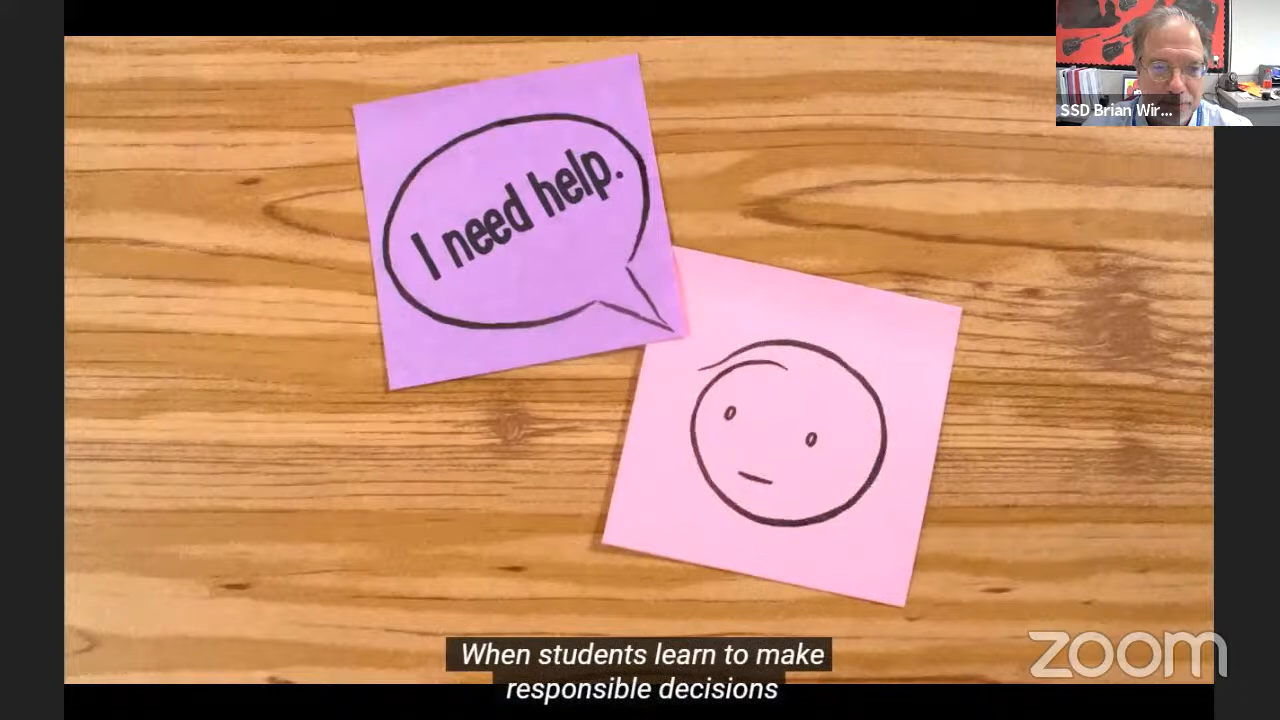 SSD Brian Wir...
I need help.
When students learn to make
responsible decisions
zoom